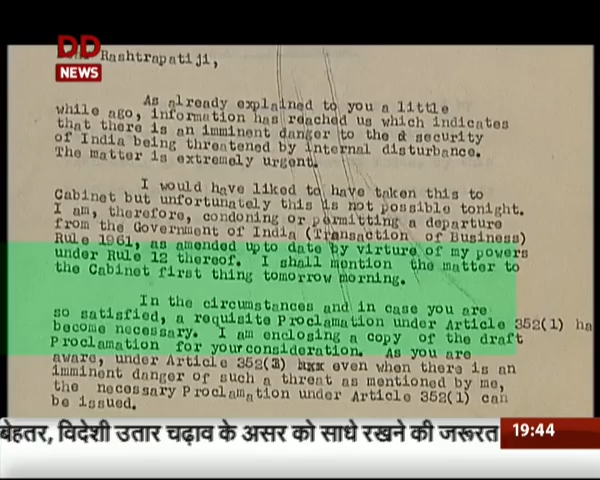 DD
NEWS
Rashtrapatiji,
As already explained to you a little
while ago, information has reached us which indicates
that there is an imminent danger to the & security
of India being threatened by internal disturbance.
The matter is extremely urgent.
I would have liked to have taken this to
Cabinet but unfortunately this is not possible tonight.
I am, therefore, condoning or permitting a departure
from the Government of India (Transaction of Business)
Rule 1961, as amended upto date by virture of my powers
under Rule 12 thereof. I shall mention the matter to
the Cabinet first thing tomorrow morning.
In the circumstances and in case you are
so satisfied, a requisite Proclamation under Article 352(1) ha
become necessary. I am enclosing a copy of the draft
Proclamation for yourconsideration. As you are
aware, under Article 352(3) even when there is an
imminent danger of such a threat as mentioned by me,
the necessary Proclamation under Article 352(1) can
be issued.
बेहतर, विदेशी उतार चढ़ाव के असर को साधे रखने की जरूरत
19:44